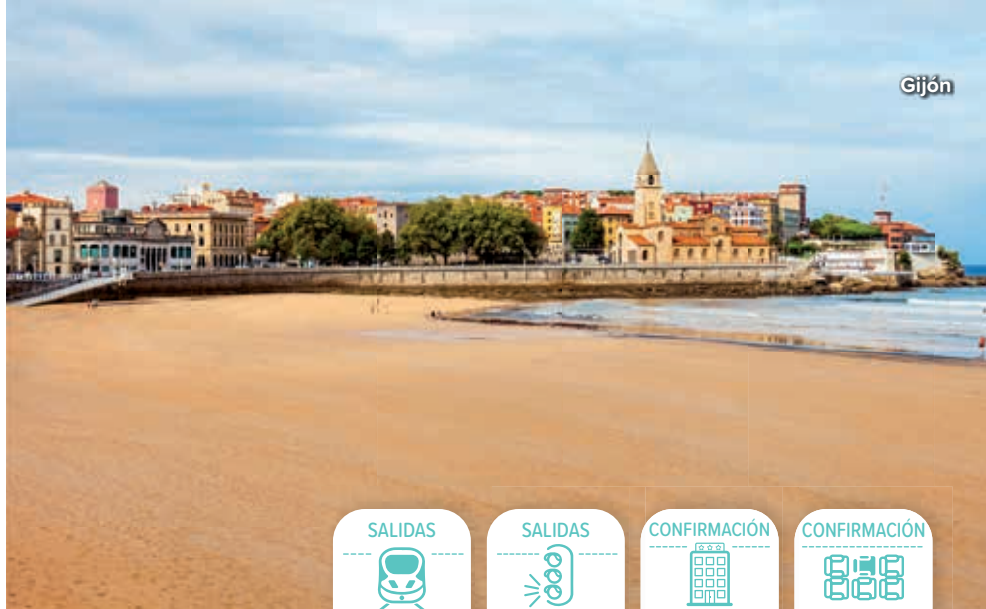 Gijón
SALIDAS
SALIDAS
CONFIRMACIÓN
CONFIRMACIÓN